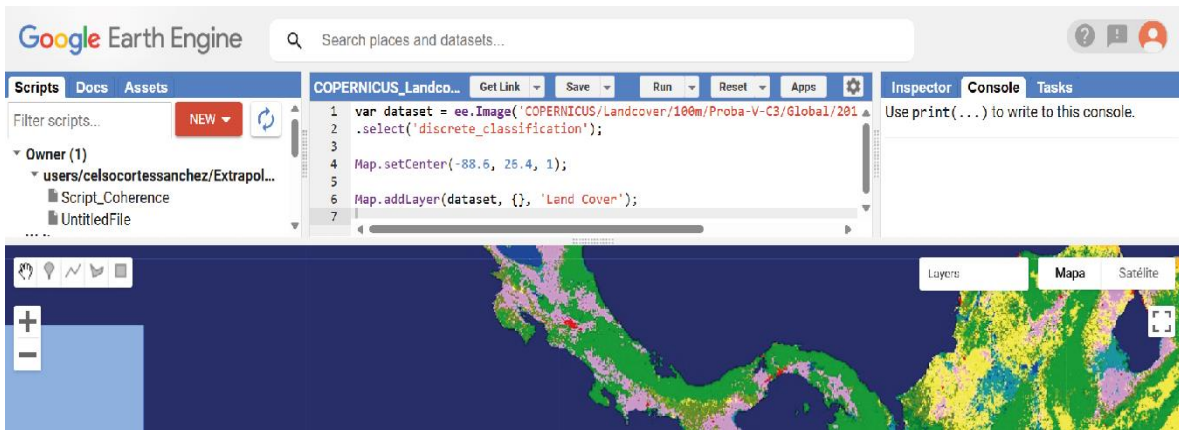 Google Earth Engine
Search places and datasets...
Scripts Docs Assets
Filter scripts...
NEW
Owner (1)
users/celsocortessanchez/Extrapol...
Script_Coherence
UntitledFile
COPERNICUS_Landco...
Get Link Save Run Reset Apps
1 var dataset = ee.Image('COPERNICUS/Landcover/100m/Proba-V-C3/Global/201
2 .select('discrete_classification');
3
4 Map.setCenter(-88.6, 26.4, 1);
5
6 Map.addLayer(dataset, {}, 'Land Cover');
7
Inspector Console Tasks
Use print(...) to write to this console.
Layers
Mapa Satélite